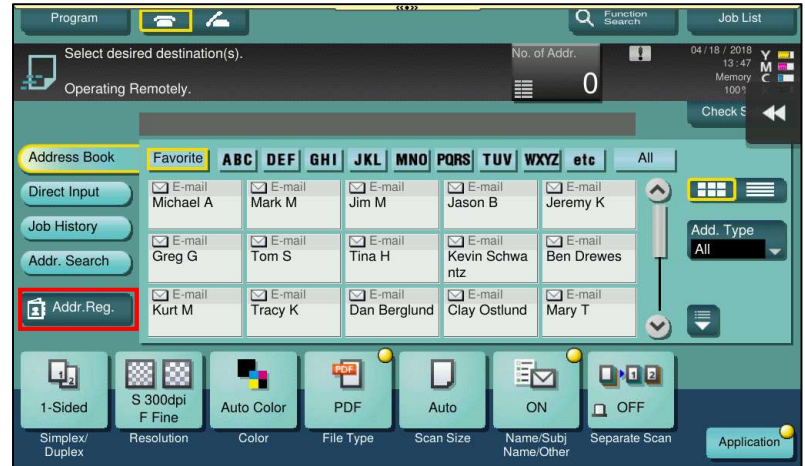 Program
Function
Search
Job List
Select desired destination(s).
Operating Remotely.
No. of Addr.
0
04 / 18 / 2018
13 : 47
Memory
100
Y
M
C
Check S
Address Book
Direct Input
Job History
Addr. Search
Addr.Reg.
Favorite ABC DEF GHI JKL MNO PQRS TUV WXYZ etc All
E-mail E-mail E-mail E-mail E-mail
Michael A Mark M Jim M Jason B Jeremy K
E-mail E-mail E-mail E-mail E-mail
Greg G Tom S Tina H Kevin Schwa Ben Drewes
ntz
E-mail E-mail E-mail E-mail E-mail
Kurt M Tracy K Dan Berglund Clay Ostlund Mary T
Add. Type
All
1 2
1-Sided
Simplex/
Duplex
S 300dpi
F Fine
Resolution
Auto Color
Color
PDF
PDF
File Type
Auto
Scan Size
ON
Name/Subj
Name/Other
1 2
OFF
Separate Scan
Application